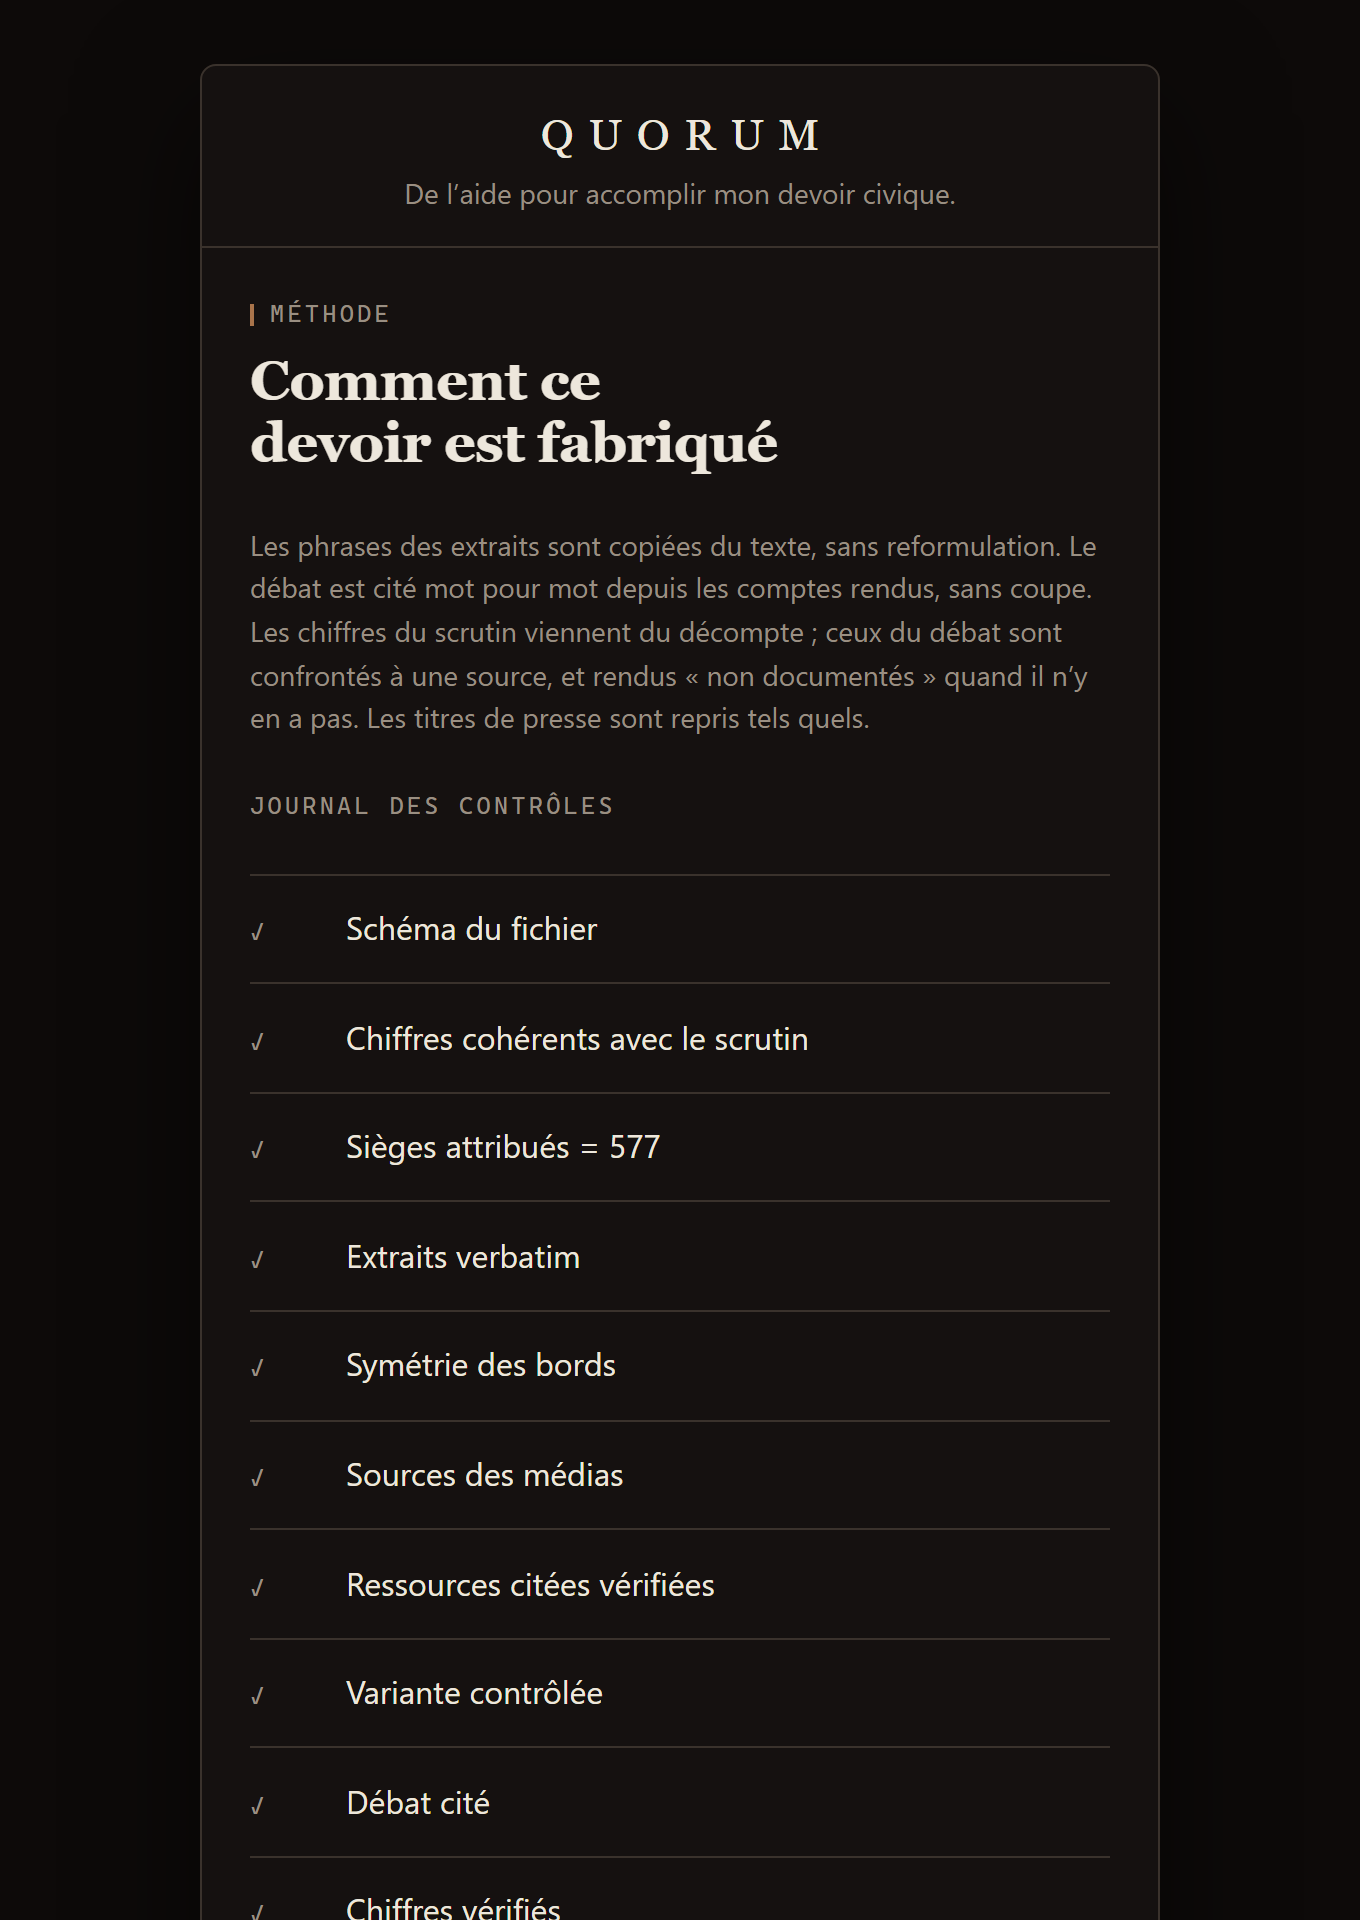 QUORUM
De l’aide pour accomplir mon devoir civique.
MÉTHODE
Comment ce
devoir est fabriqué
Les phrases des extraits sont copiées du texte, sans reformulation. Le
débat est cité mot pour mot depuis les comptes rendus, sans coupe.
Les chiffres du scrutin viennent du décompte ; ceux du débat sont
confrontés à une source, et rendus « non documentés » quand il n’y
en a pas. Les titres de presse sont repris tels quels.
JOURNAL DES CONTRÔLES
✓ Schéma du fichier
✓ Chiffres cohérents avec le scrutin
✓ Sièges attribués = 577
✓ Extraits verbatim
✓ Symétrie des bords
✓ Sources des médias
✓ Ressources citées vérifiées
✓ Variante contrôlée
✓ Débat cité
✓ Chiffres vérifiés